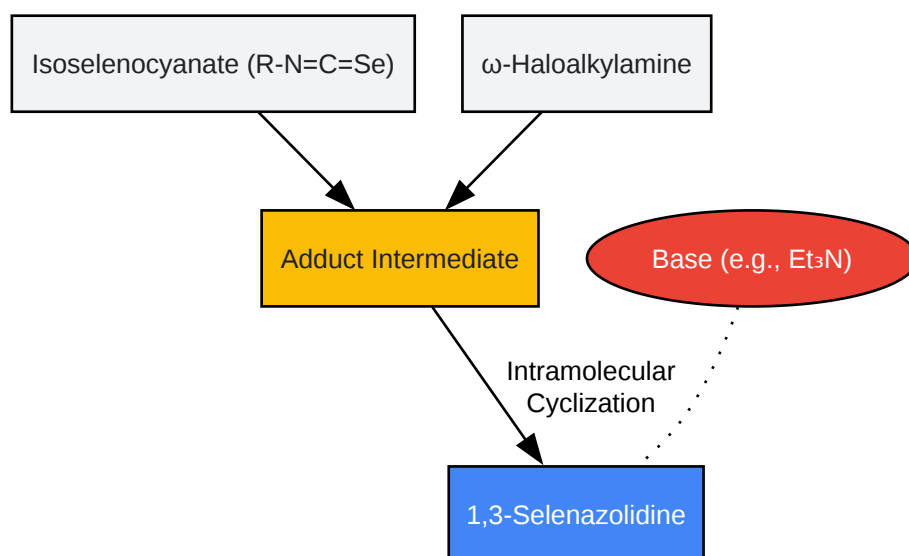 Isoselenocyanate (R-N=C=Se)
ω-Haloalkylamine
Adduct Intermediate
Base (e.g., Et₃N)
Intramolecular
Cyclization
1,3-Selenazolidine